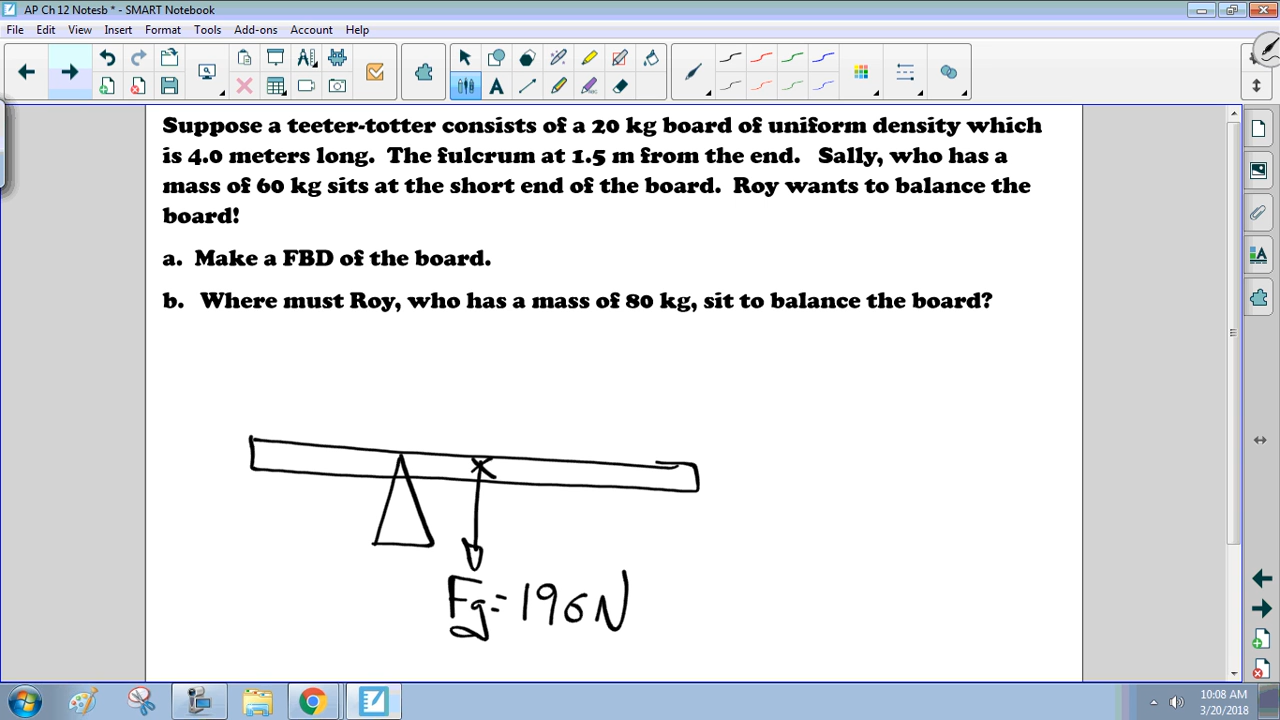 AP Ch 12 Notesb * - SMART Notebook
File Edit View Insert Format Tools Add-ons Account Help
Suppose a teeter-totter consists of a 20 kg board of uniform density which
is 4.0 meters long. The fulcrum at 1.5 m from the end. Sally, who has a
mass of 60 kg sits at the short end of the board. Roy wants to balance the
board!
a. Make a FBD of the board.
b. Where must Roy, who has a mass of 80 kg, sit to balance the board?
Fg = 196 N
10:08 AM
3/20/2018